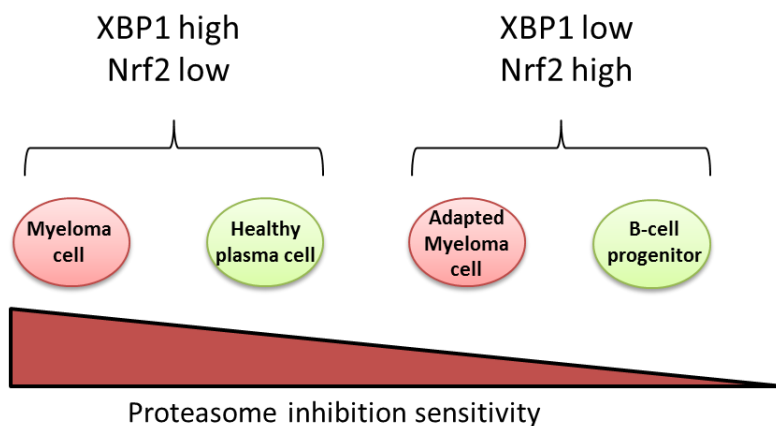 XBP1 high
Nrf2 low
XBP1 low
Nrf2 high
Myeloma
cell
Healthy
plasma cell
Adapted
Myeloma
cell
B-cell
progenitor
Proteasome inhibition sensitivity